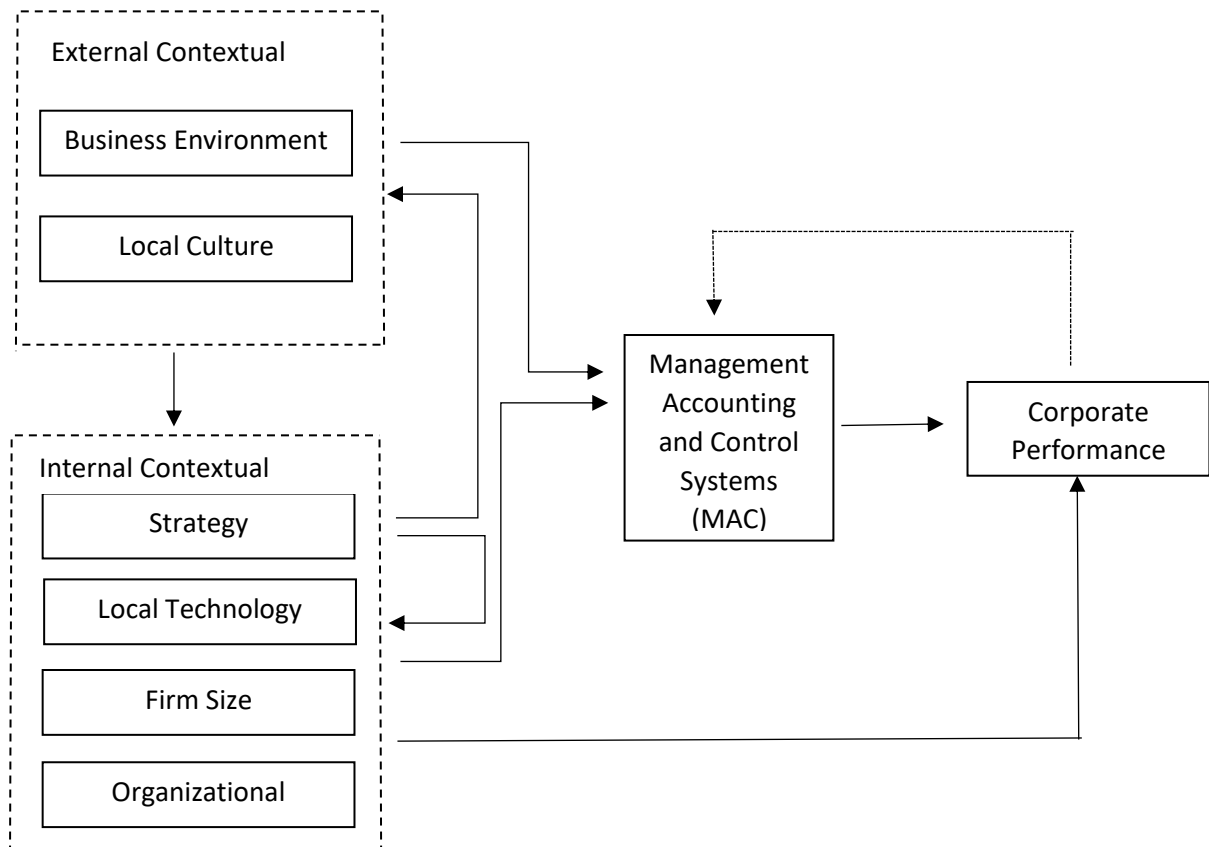 External Contextual
Business Environment
Local Culture
Internal Contextual
Strategy
Local Technology
Firm Size
Organizational
Management
Accounting
and Control
Systems
(MAC)
Corporate
Performance